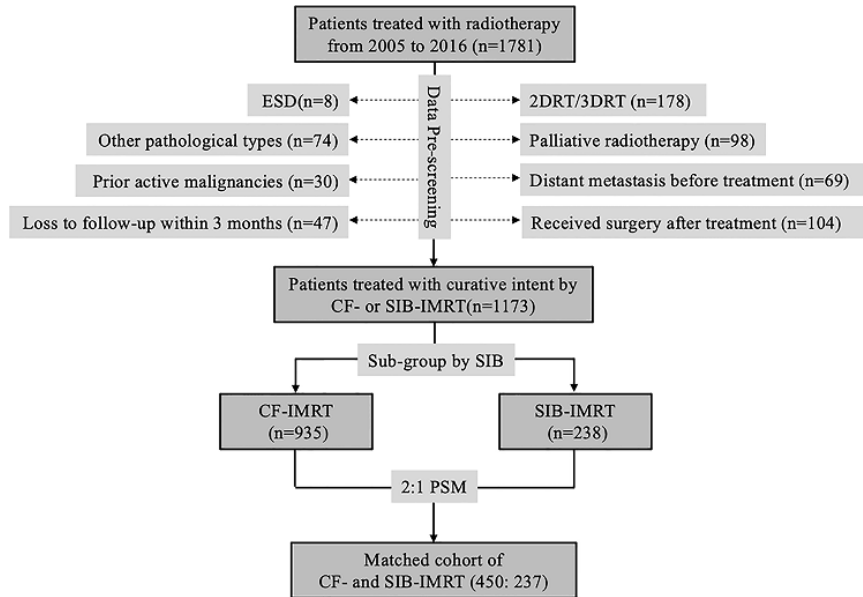 Patients treated with radiotherapy
from 2005 to 2016 (n=1781)
Data Pre-screening
ESD(n=8)
2DRT/3DRT (n=178)
Other pathological types (n=74)
Palliative radiotherapy (n=98)
Prior active malignancies (n=30)
Distant metastasis before treatment (n=69)
Loss to follow-up within 3 months (n=47)
Received surgery after treatment (n=104)
Patients treated with curative intent by
CF- or SIB-IMRT(n=1173)
Sub-group by SIB
CF-IMRT
(n=935)
SIB-IMRT
(n=238)
2:1 PSM
Matched cohort of
CF- and SIB-IMRT (450: 237)